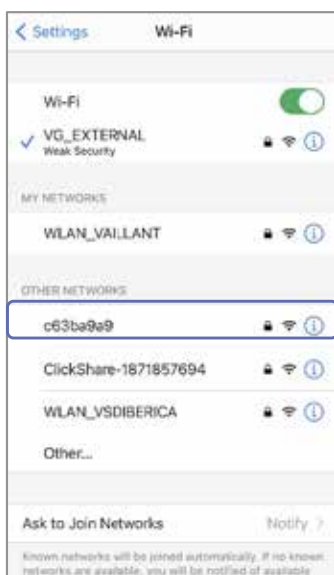 Settings Wi-Fi
Wi-Fi
VG_EXTERNAL
Weak Security
MY NETWORKS
WLAN_VAILLANT
OTHER NETWORKS
c63ba9a9
ClickShare-1871857694
WLAN_VSDIBERICA
Other...
Ask to Join Networks Notify
Known networks will be joined automatically. If no known
networks are available, you will be notified of available